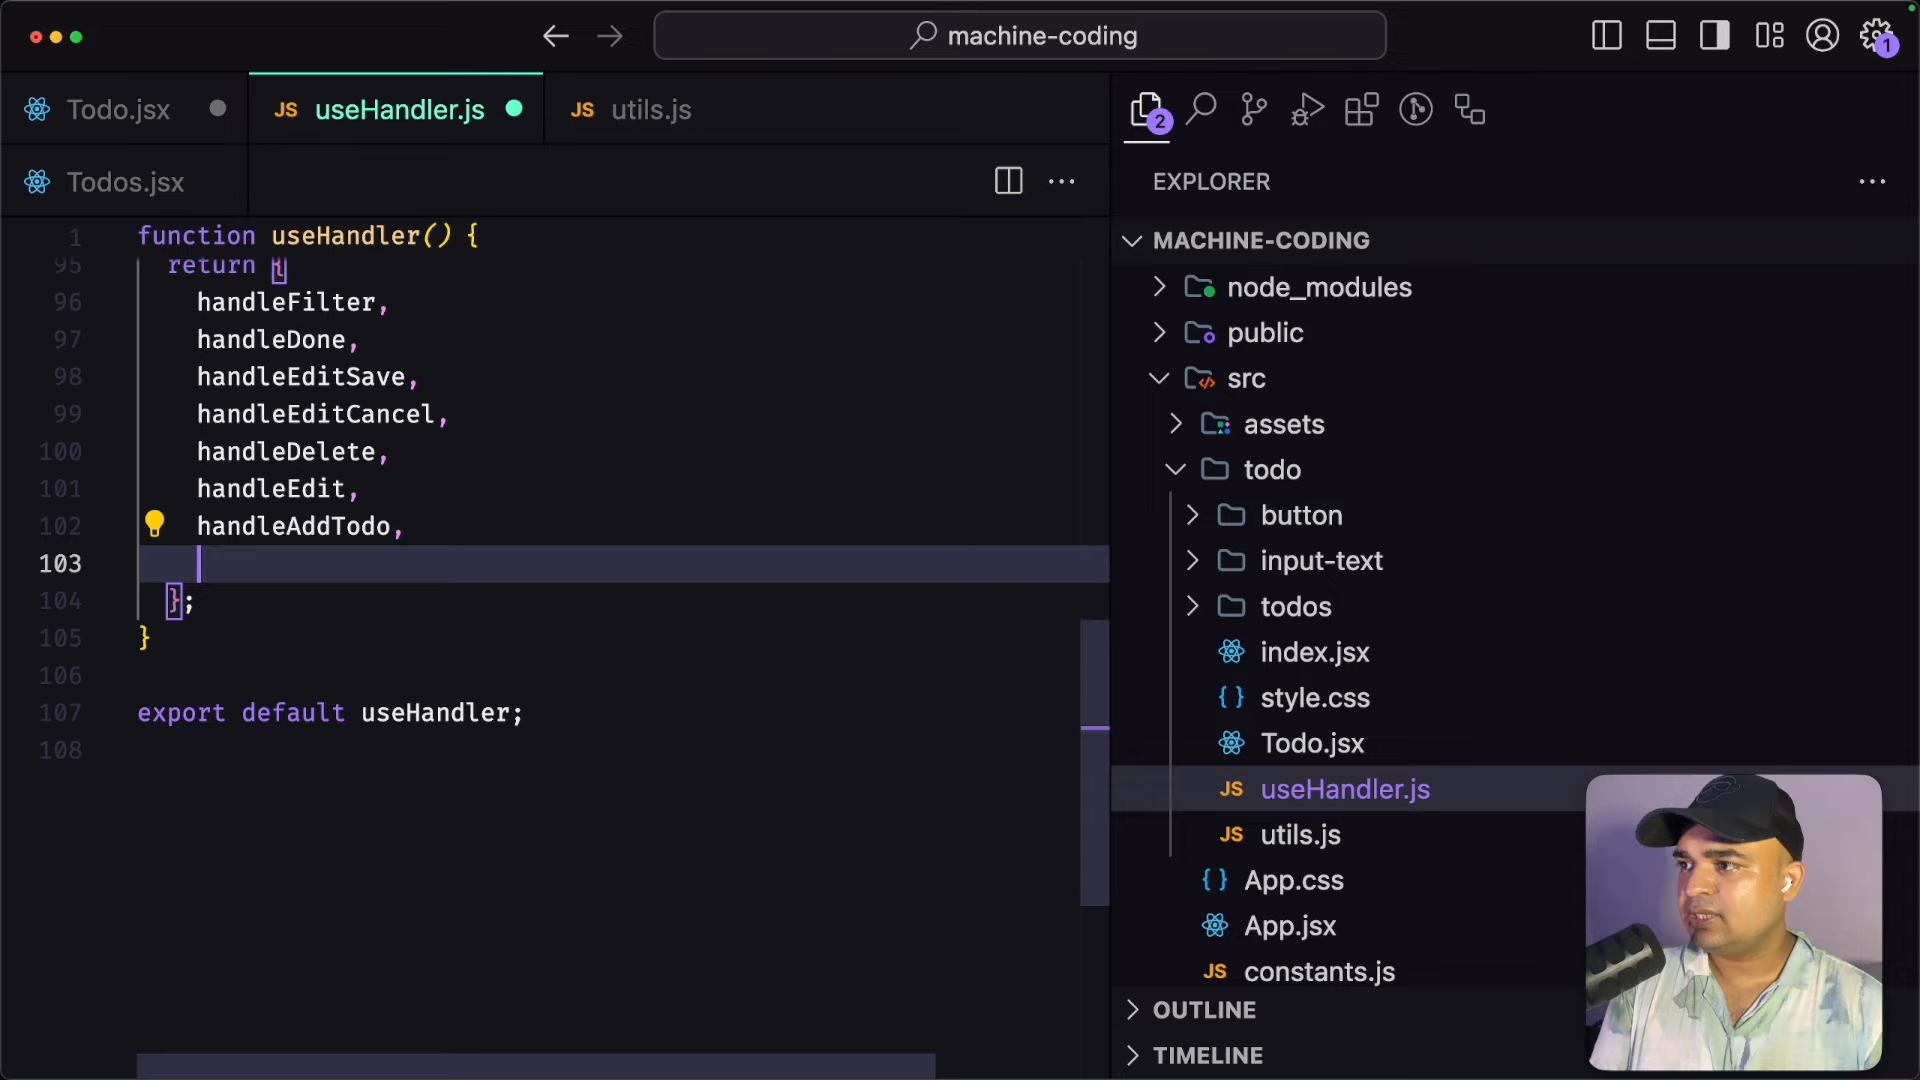 machine-coding
1
Todo.jsx
JS useHandler.js
JS utils.js
2
Todos.jsx
EXPLORER
1 function useHandler() {
95 return {
96 handleFilter,
97 handleDone,
98 handleEditSave,
99 handleEditCancel,
100 handleDelete,
101 handleEdit,
102 handleAddTodo,
103
104 };
105 }
106
107 export default useHandler;
108
MACHINE-CODING
node_modules
public
src
assets
todo
button
input-text
todos
index.jsx
{} style.css
Todo.jsx
JS useHandler.js
JS utils.js
{} App.css
App.jsx
JS constants.js
OUTLINE
TIMELINE